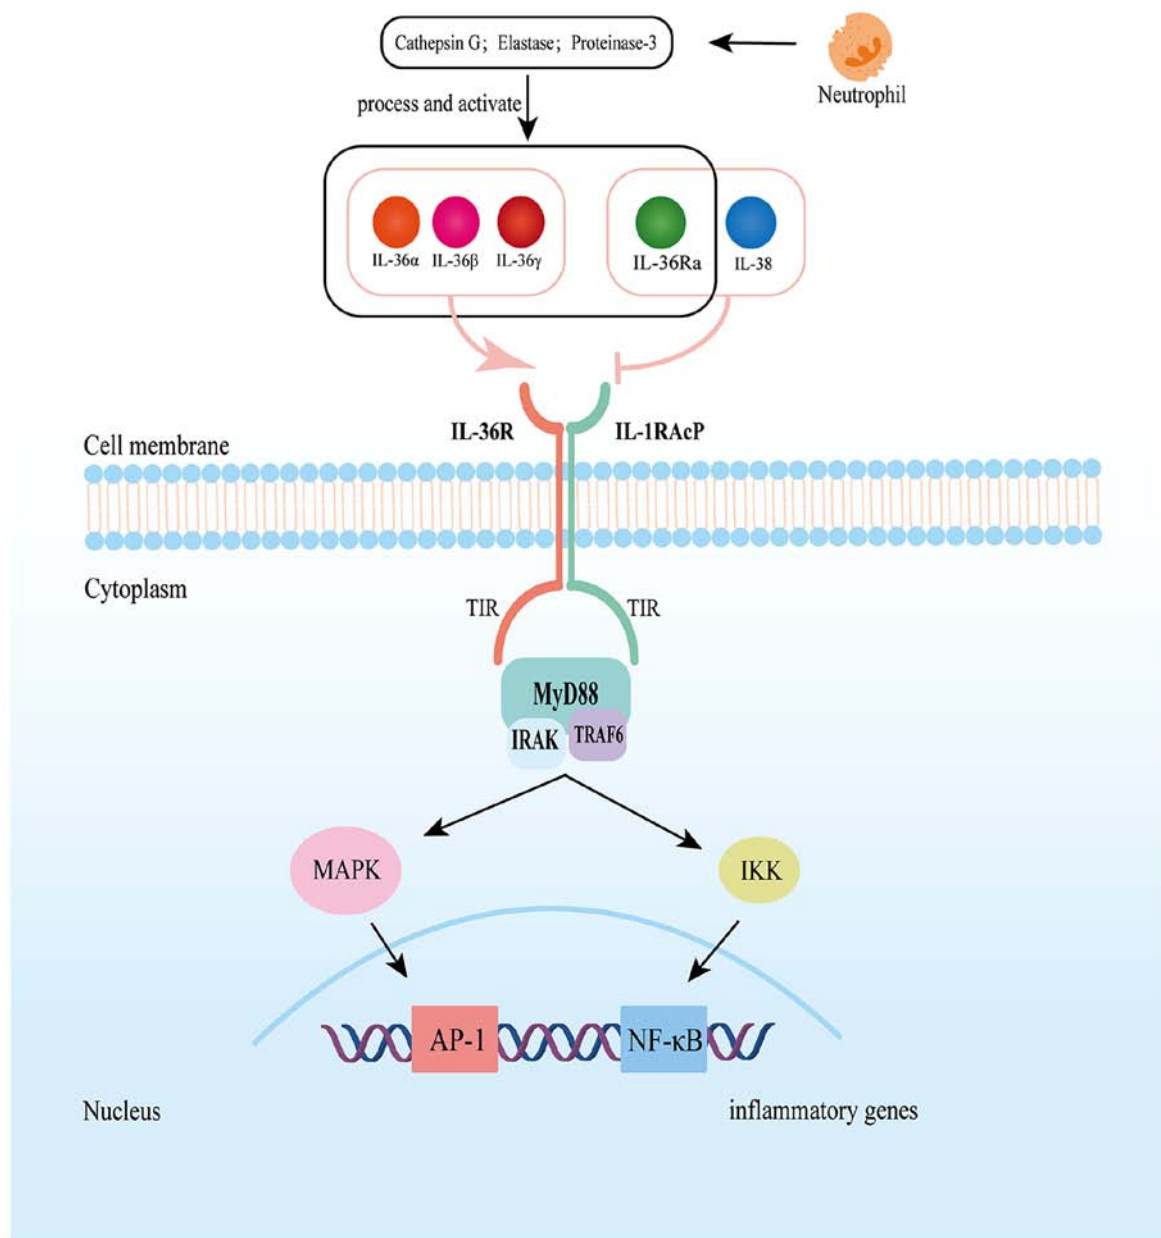 Cathepsin G; Elastase; Proteinase-3
Neutrophil
process and activate
IL-36α IL-36β IL-36γ IL-36Ra IL-38
IL-36R IL-1RAcP
Cell membrane
Cytoplasm
TIR TIR
MyD88
IRAK TRAF6
MAPK IKK
AP-1 NF-κB
Nucleus inflammatory genes